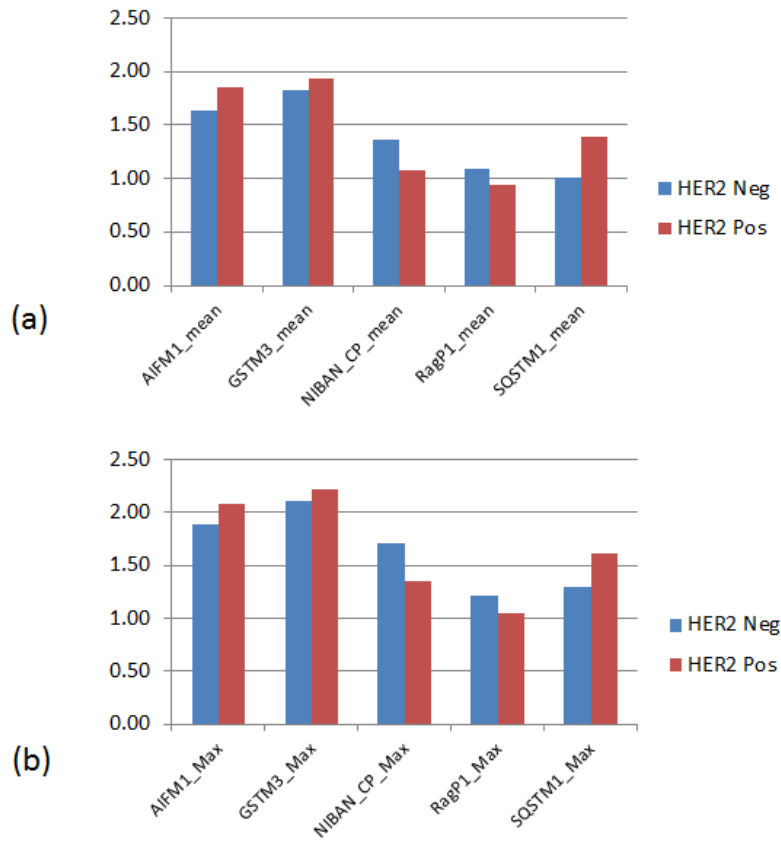 2.50
2.00
1.50
1.00
0.50
0.00
HER2 Neg
HER2 Pos
(a)
AIFM1_mean
GSTM3_mean
NIBAN_CP_mean
RagP1_mean
SQSTM1_mean
2.50
2.00
1.50
1.00
0.50
0.00
HER2 Neg
HER2 Pos
(b)
AIFM1_Max
GSTM3_Max
NIBAN_CP_Max
RagP1_Max
SQSTM1_Max